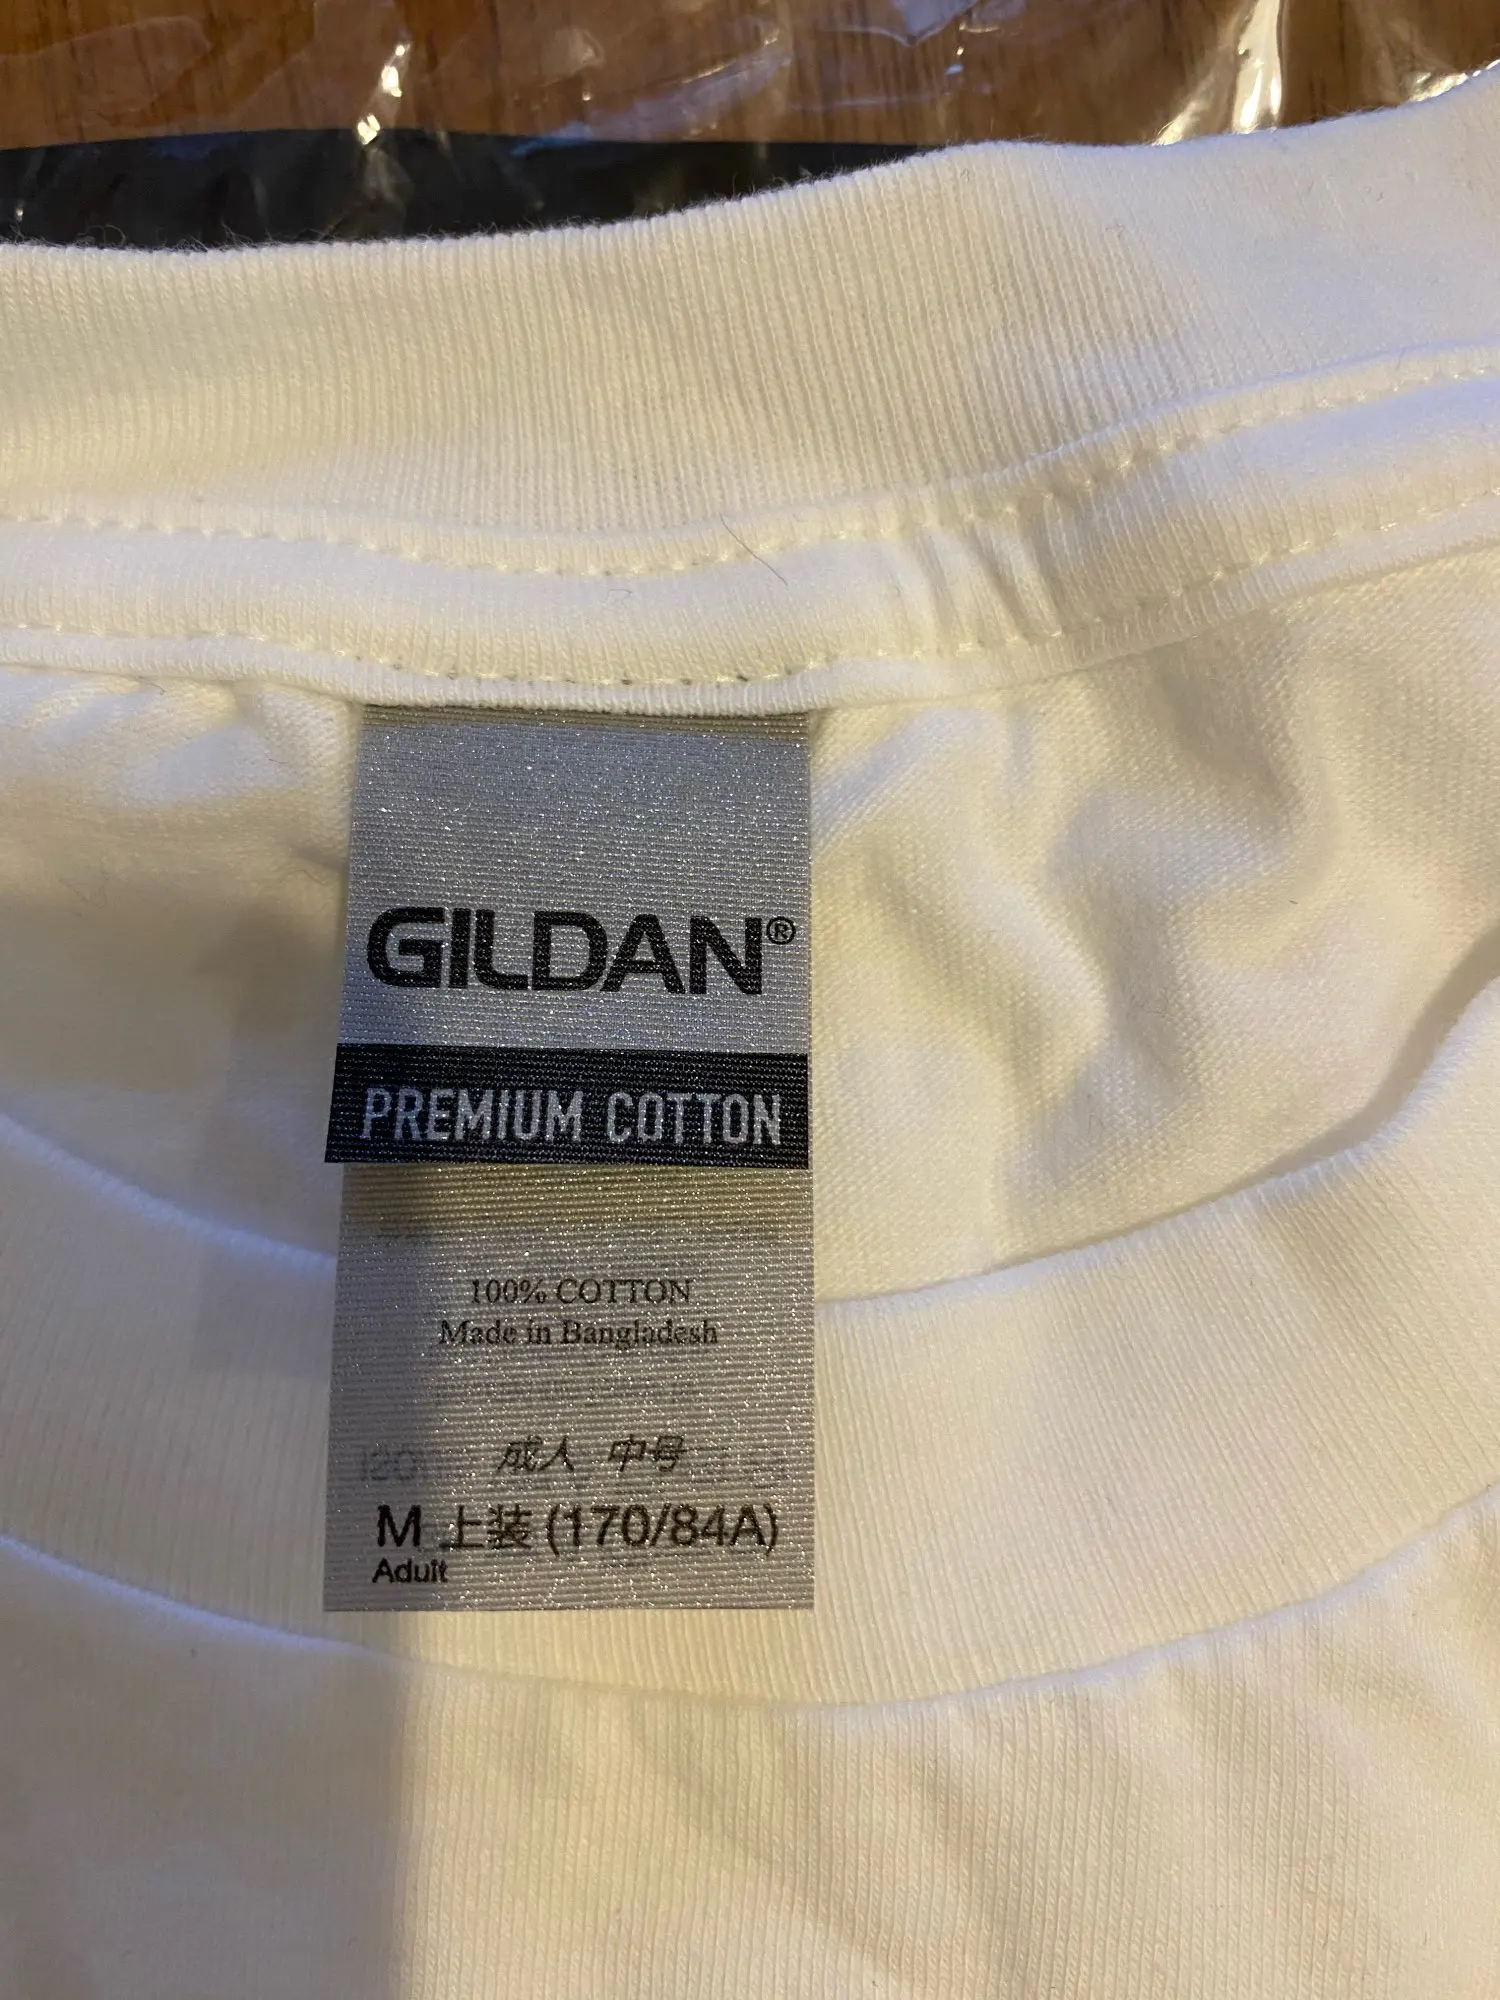 GILDAN®
PREMIUM COTTON
100% COTTON
Made in Bangladesh
成人 中号
M 上装 (170/84A)
Adult